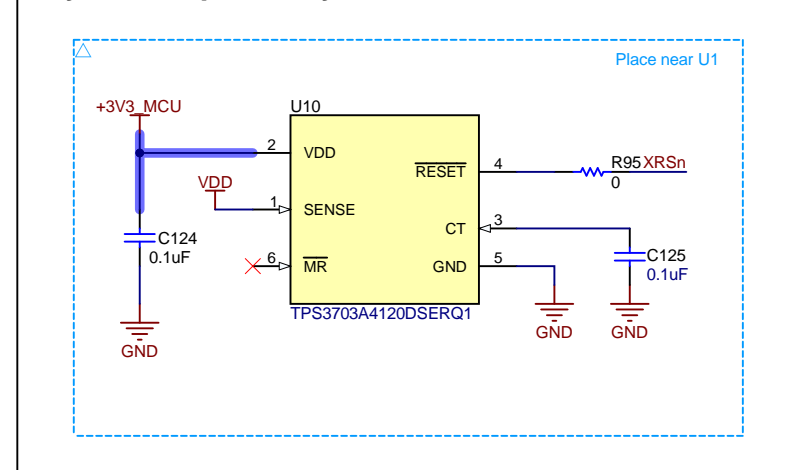 Place near U1
+3V3_MCU
U10
2
VDD
RESET
4
R95
XRSn
0
VDD
1
SENSE
CT
3
C124
0.1uF
6
MR
GND
5
C125
0.1uF
TPS3703A4120DSERQ1
GND
GND
GND